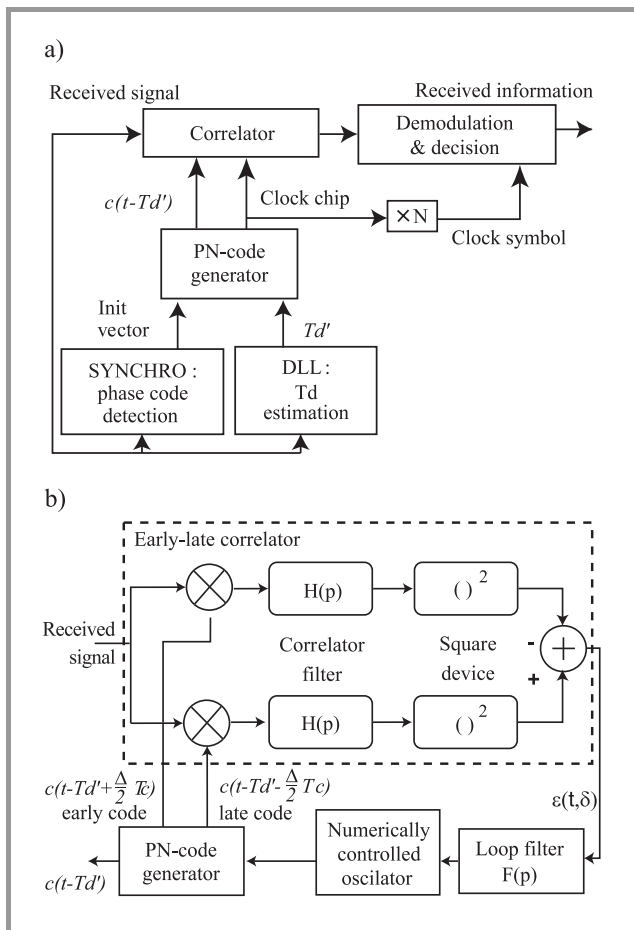 a)
Received signal
Received information
Correlator
Demodulation
& decision
c(t-Td')
Clock chip
×N
Clock symbol
PN-code
generator
Init
vector
Td'
SYNCHRO :
phase code
detection
DLL :
Td
estimation
b)
Early-late correlator
H(p)
( ) 2
Received
signal
Correlator
filter
Square
device
-
+
+
H(p)
( ) 2
c(t-Td'+Δ/2 Tc)
early code
c(t-Td'-Δ/2 Tc)
late code
ε(t,δ)
PN-code
generator
Numerically
controlled
oscilator
Loop filter
F(p)
c(t-Td')